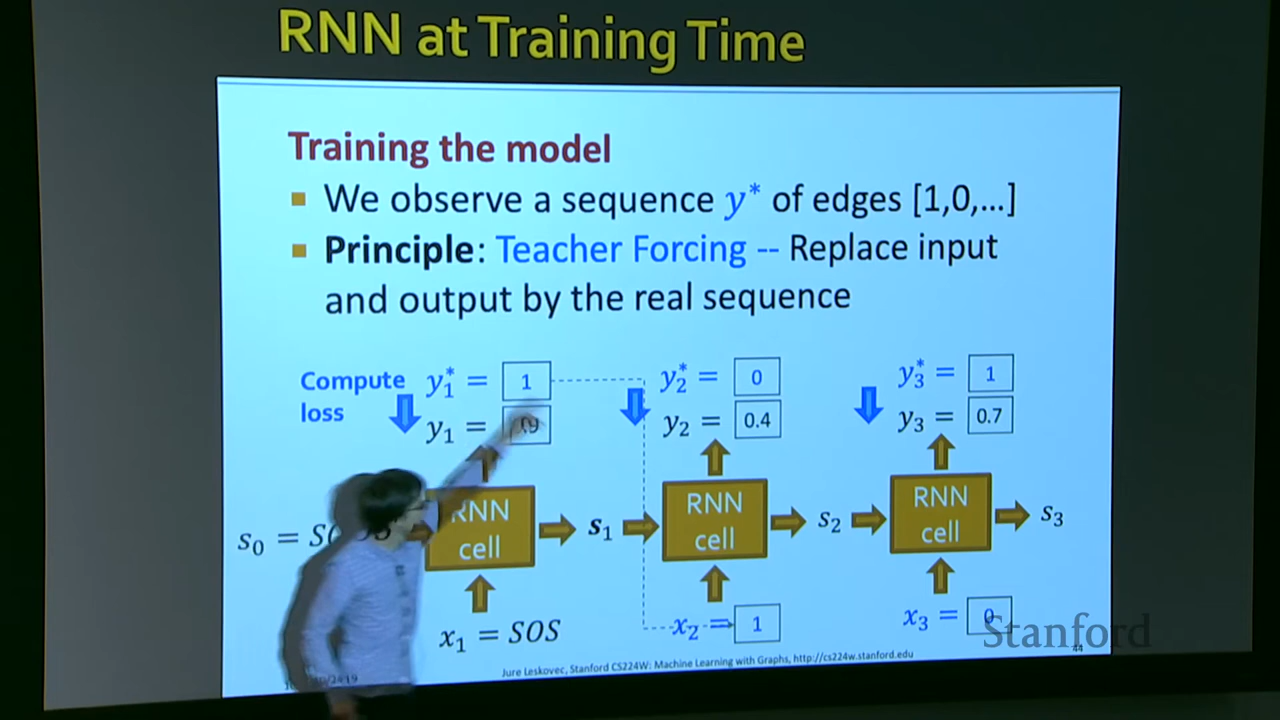 RNN at Training Time
Training the model
▪ We observe a sequence y* of edges [1,0,…]
▪ Principle: Teacher Forcing -- Replace input
and output by the real sequence
Compute loss
y₁* = 1
y₂* = 0
y₃* = 1
y₁ =
y₂ = 0.4
y₃ = 0.7
s₀ =
RNN cell
s₁
RNN cell
s₂
RNN cell
s₃
x₁ = SOS
x₂ = 1
x₃ = 0
Stanford
44
Jure Leskovec, Stanford CS224W: Machine Learning with Graphs, http://cs224w.stanford.edu